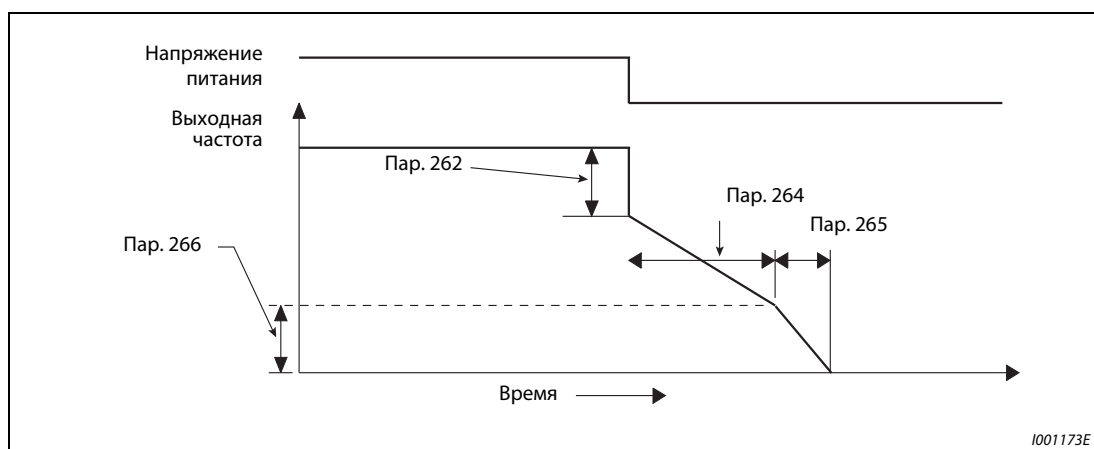 Напряжение
питания
Выходная
частота
Пар. 262
Пар. 264
Пар. 265
Пар. 266
Время
I001173E